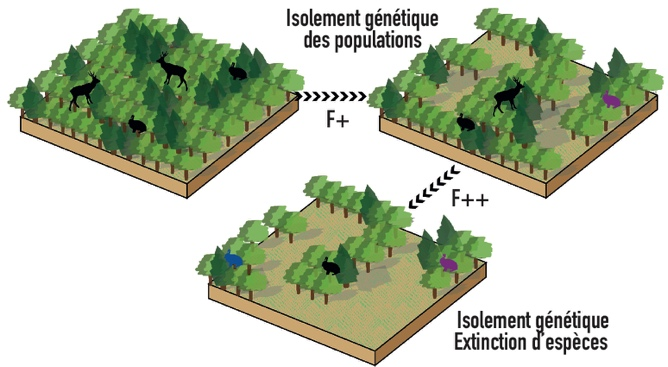 Isolement génétique
des populations
F+
F++
Isolement génétique
Extinction d'espèces